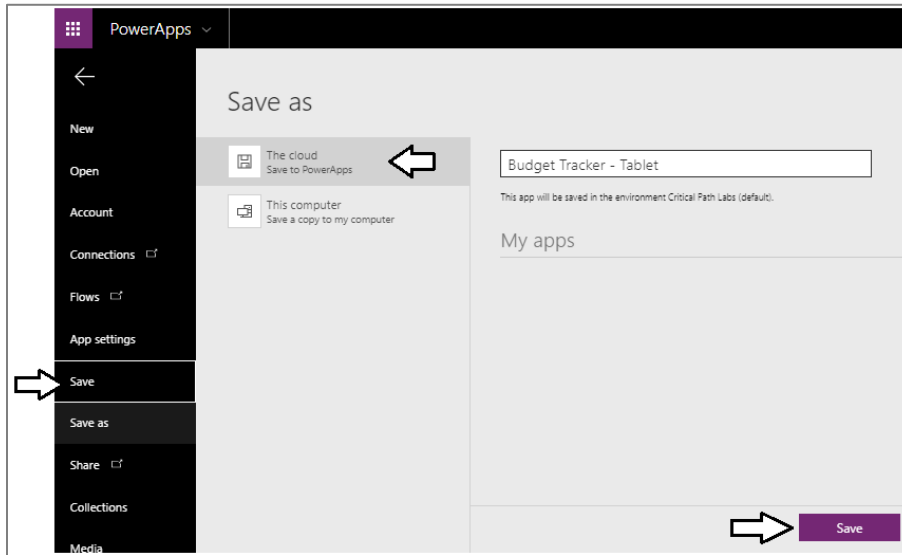 PowerApps
New
Open
Account
Connections
Flows
App settings
Save
Save as
Share
Collections
Media
Save as
The cloud
Save to PowerApps
This computer
Save a copy to my computer
Budget Tracker - Tablet
This app will be saved in the environment Critical Path Labs (default).
My apps
Save